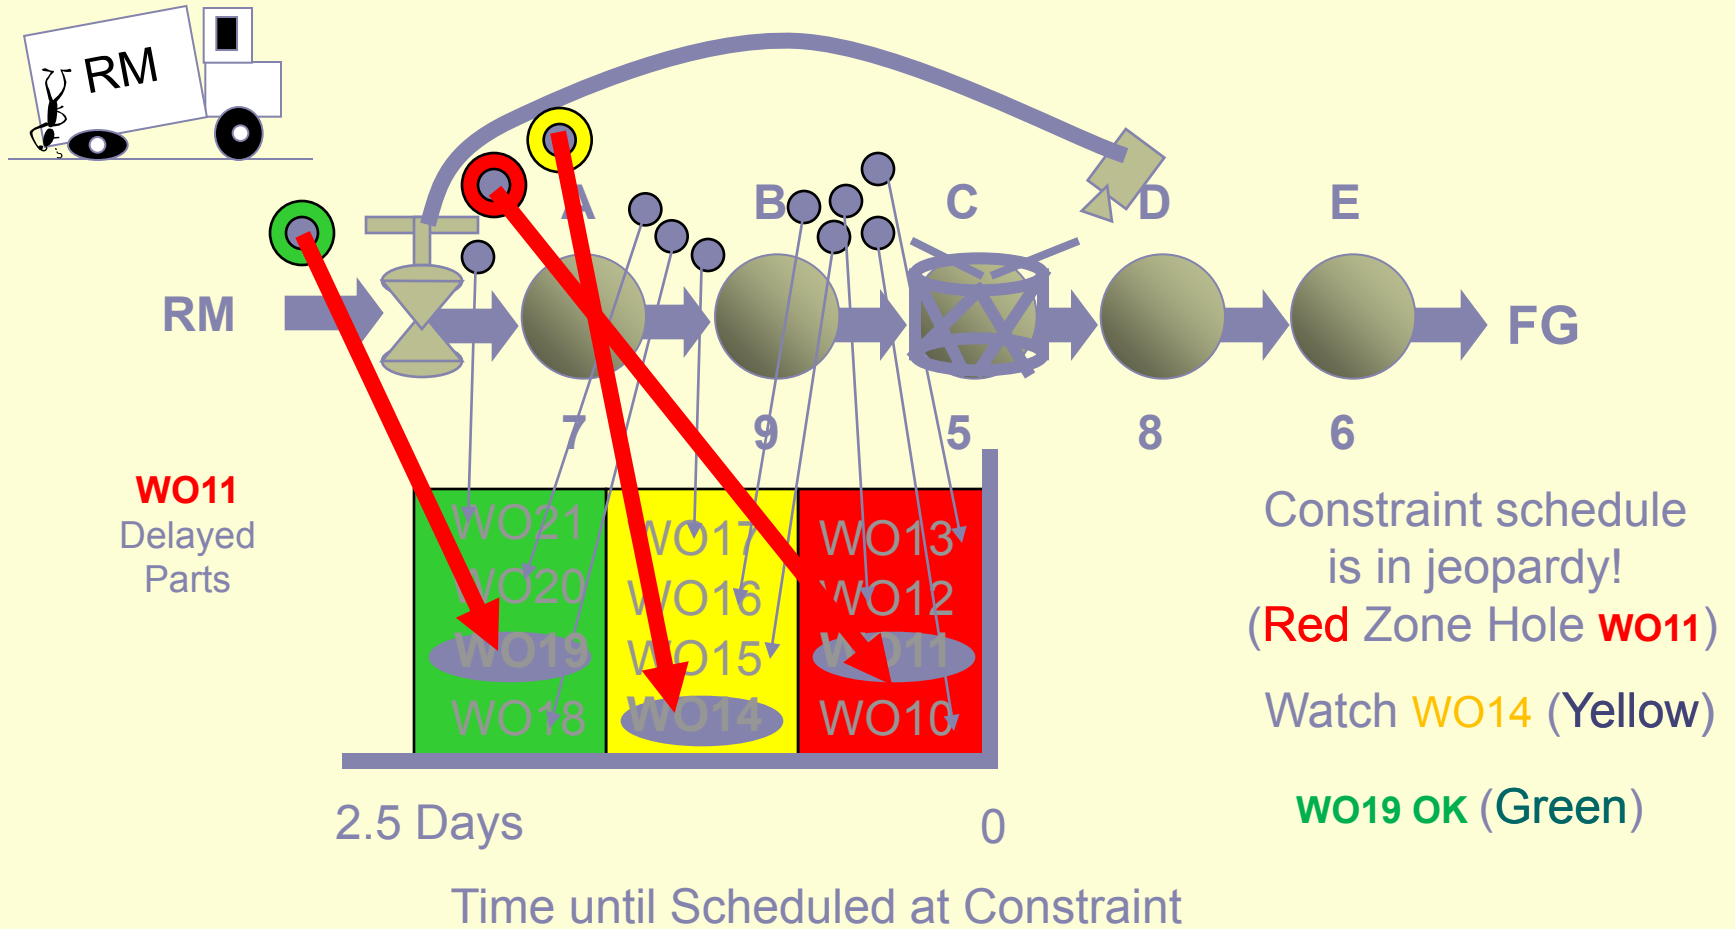 RM
A
B
C
D
E
RM
FG
7
9
5
8
6
WO11
Delayed
Parts
WO21
WO20
WO19
WO18
WO17
WO16
WO15
WO14
WO13
WO12
WO11
WO10
Constraint schedule
is in jeopardy!
(Red Zone Hole WO11)
Watch WO14 (Yellow)
WO19 OK (Green)
2.5 Days
0
Time until Scheduled at Constraint